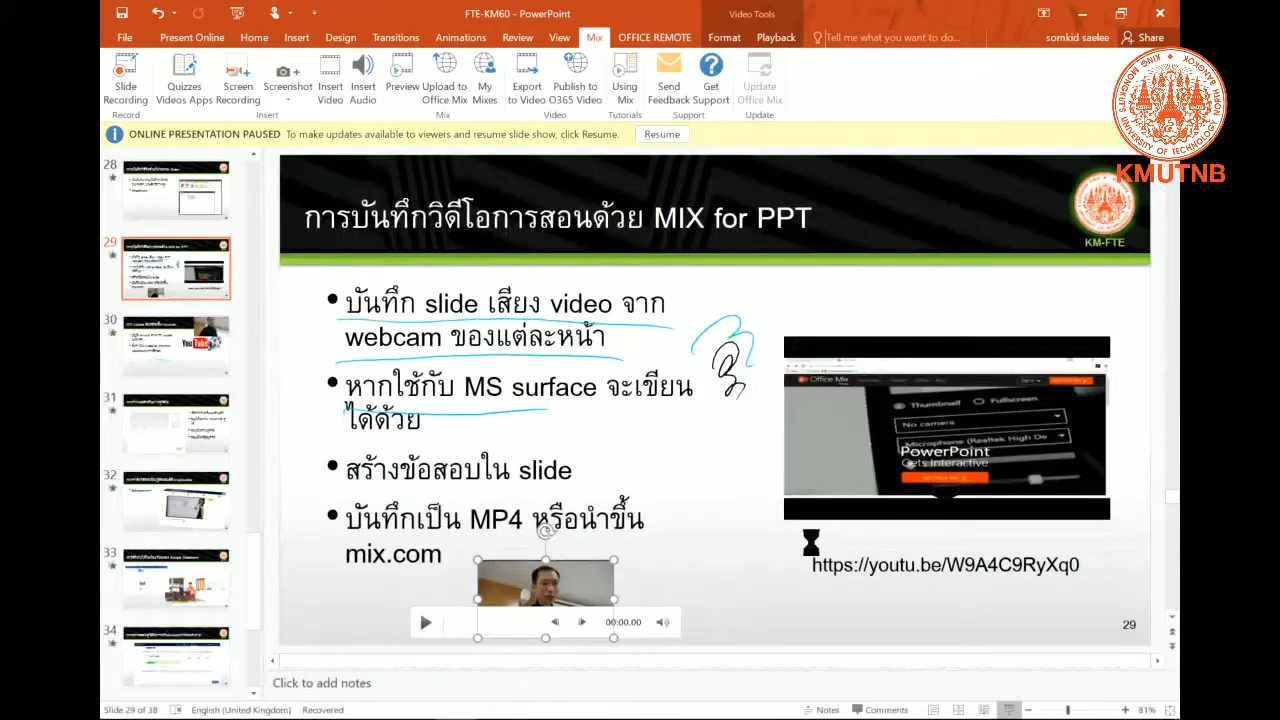 FTE-KM60 - PowerPoint
Video Tools
File Present Online Home Insert Design Transitions Animations Review View Mix OFFICE REMOTE Format Playback Tell me what you want to do... somkid saelee Share
Slide Recording
Quizzes Videos Apps
Screen Recording
Screenshot
Insert Video
Insert Audio
Preview
Upload to Office Mix
My Mixes
Export to Video
Publish to O365 Video
Using Mix
Send Feedback
Get Support
Update Office Mix
Record Insert Mix Video Tutorials Support Update
ONLINE PRESENTATION PAUSED To make updates available to viewers and resume slide show, click Resume. Resume
KMUTNB
28
29
30
31
32
33
34
You Tube
การบันทึกวิดีโอการสอนด้วย MIX for PPT
KM-FTE
• บันทึก slide เสียง video จาก
webcam ของแต่ละหน้า
• หากใช้กับ MS surface จะเขียน
ได้ด้วย
• สร้างข้อสอบใน slide
• บันทึกเป็น MP4 หรือนำขึ้น
mix.com
Office Mix
Thumbnail Fullscreen
No camera
Microphone (Realtek High De
PowerPoint
Gets Interactive
https://youtu.be/W9A4C9RyXq0
00:00.00
29
Click to add notes
Slide 29 of 38 English (United Kingdom) Recovered Notes Comments 81%